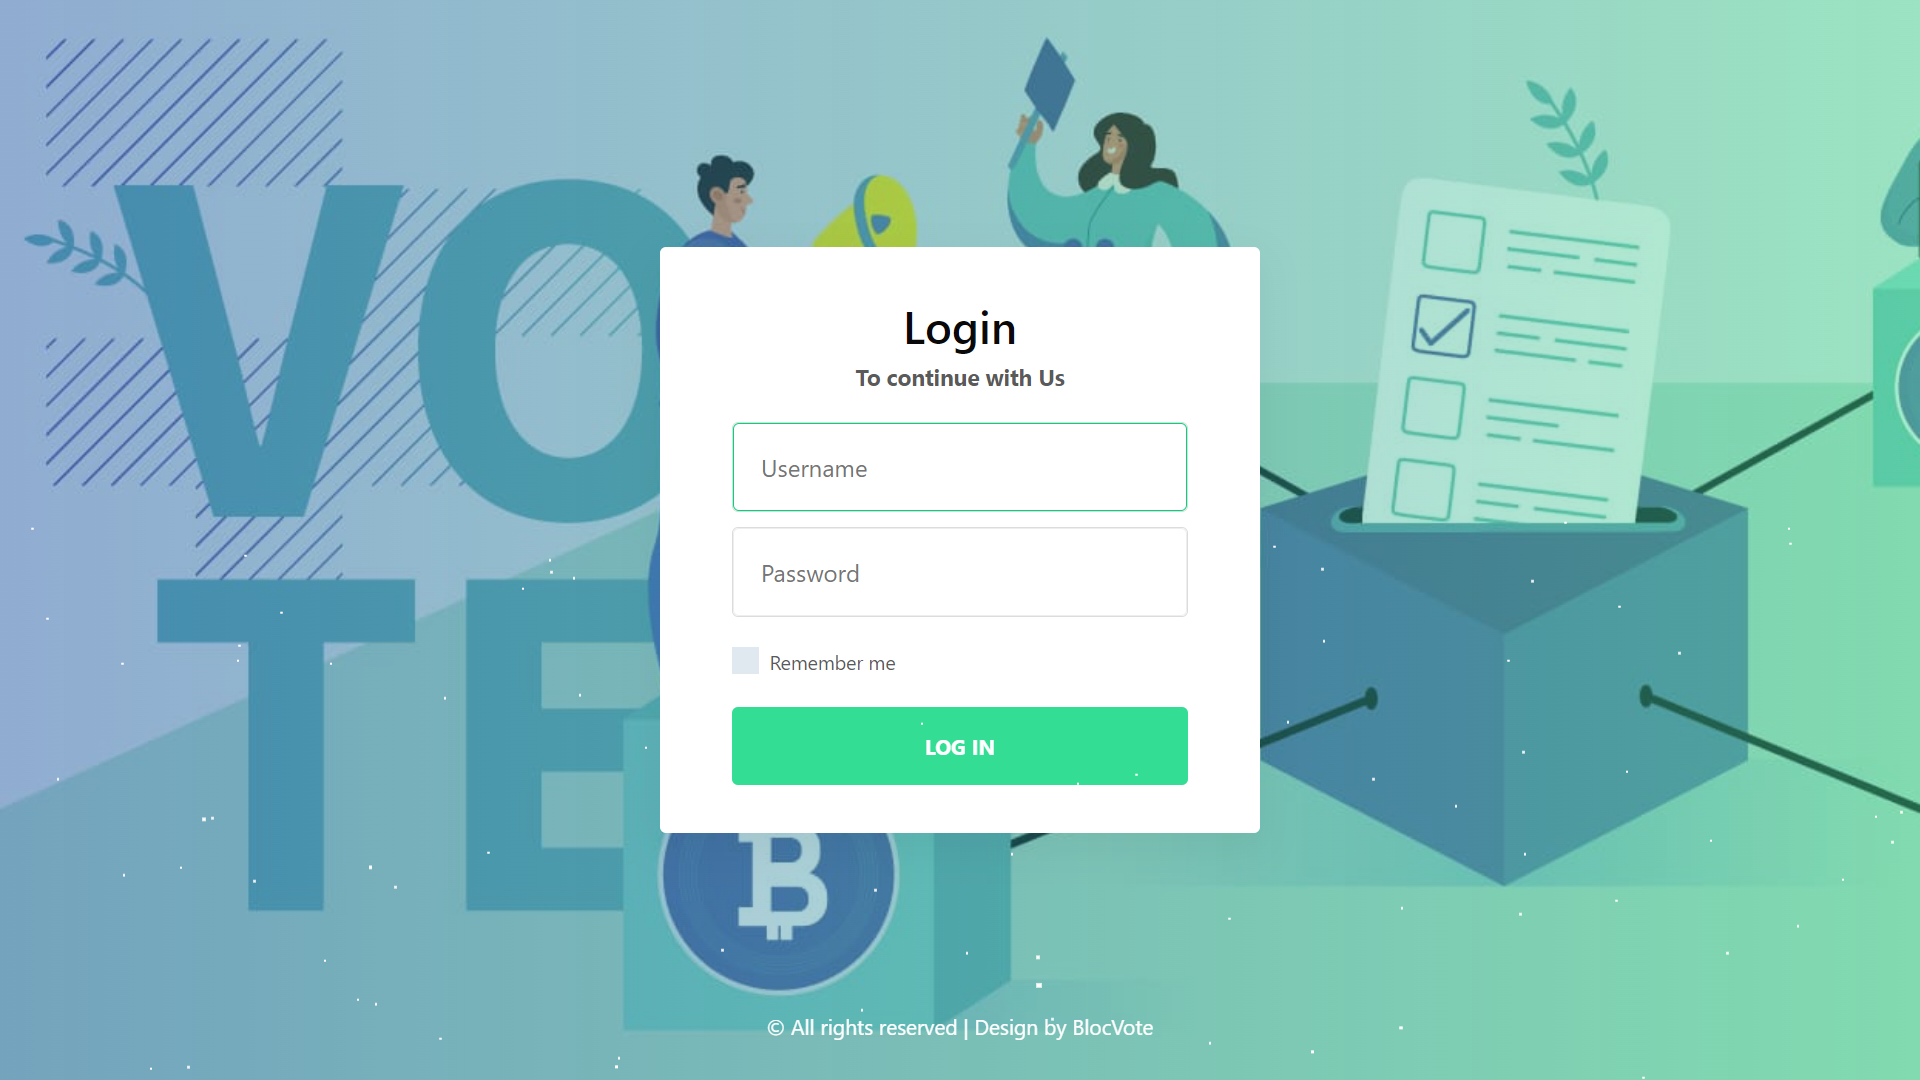 VO
TE
Login
To continue with Us
Username
Password
Remember me
LOG IN
© All rights reserved | Design by BlocVote